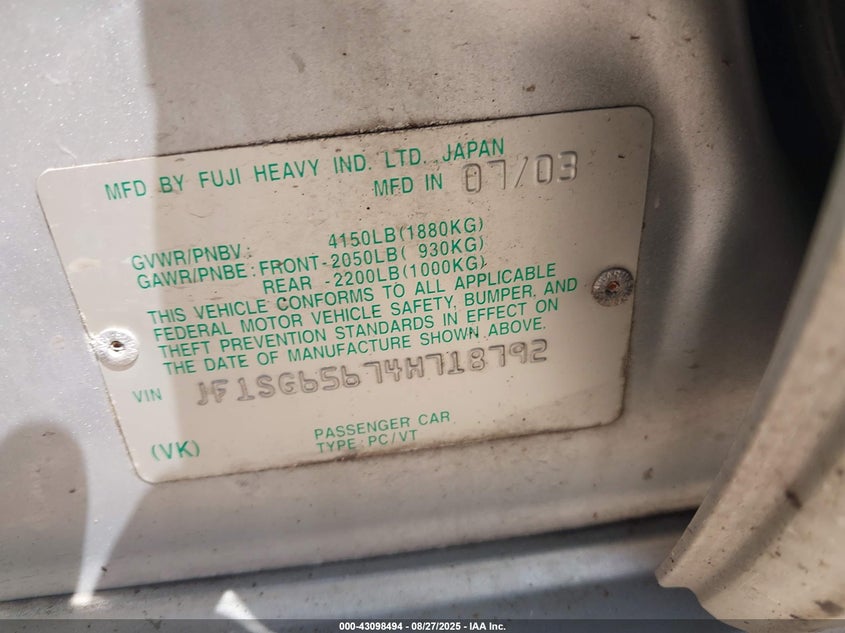 MFD BY FUJI HEAVY IND. LTD. JAPAN
MFD IN 07/03
GVWR/PNBV: 4150LB(1880KG)
GAWR/PNBE: FRONT-2050LB( 930KG)
REAR -2200LB(1000KG)
THIS VEHICLE CONFORMS TO ALL APPLICABLE
FEDERAL MOTOR VEHICLE SAFETY, BUMPER, AND
THEFT PREVENTION STANDARDS IN EFFECT ON
THE DATE OF MANUFACTURE SHOWN ABOVE.
VIN JF1SG65674H718792
PASSENGER CAR
(VK) TYPE:PC/VT
000-43098494 - 08/27/2025 - IAA Inc.